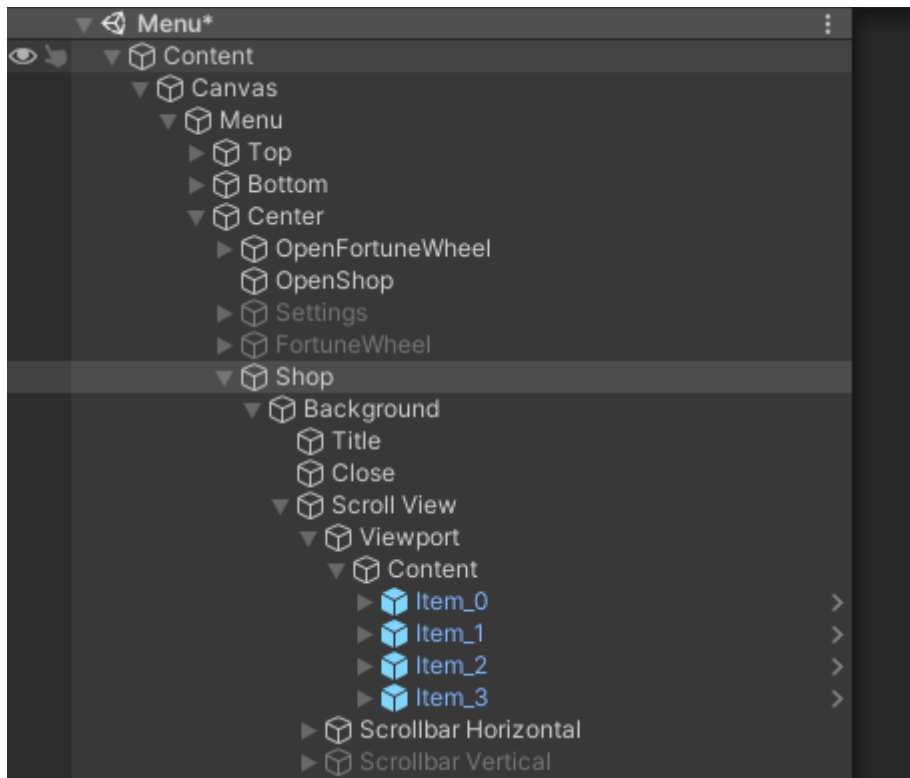 Menu*
Content
Canvas
Menu
Top
Bottom
Center
OpenFortuneWheel
OpenShop
Settings
FortuneWheel
Shop
Background
Title
Close
Scroll View
Viewport
Content
Item_0
Item_1
Item_2
Item_3
Scrollbar Horizontal
Scrollbar Vertical